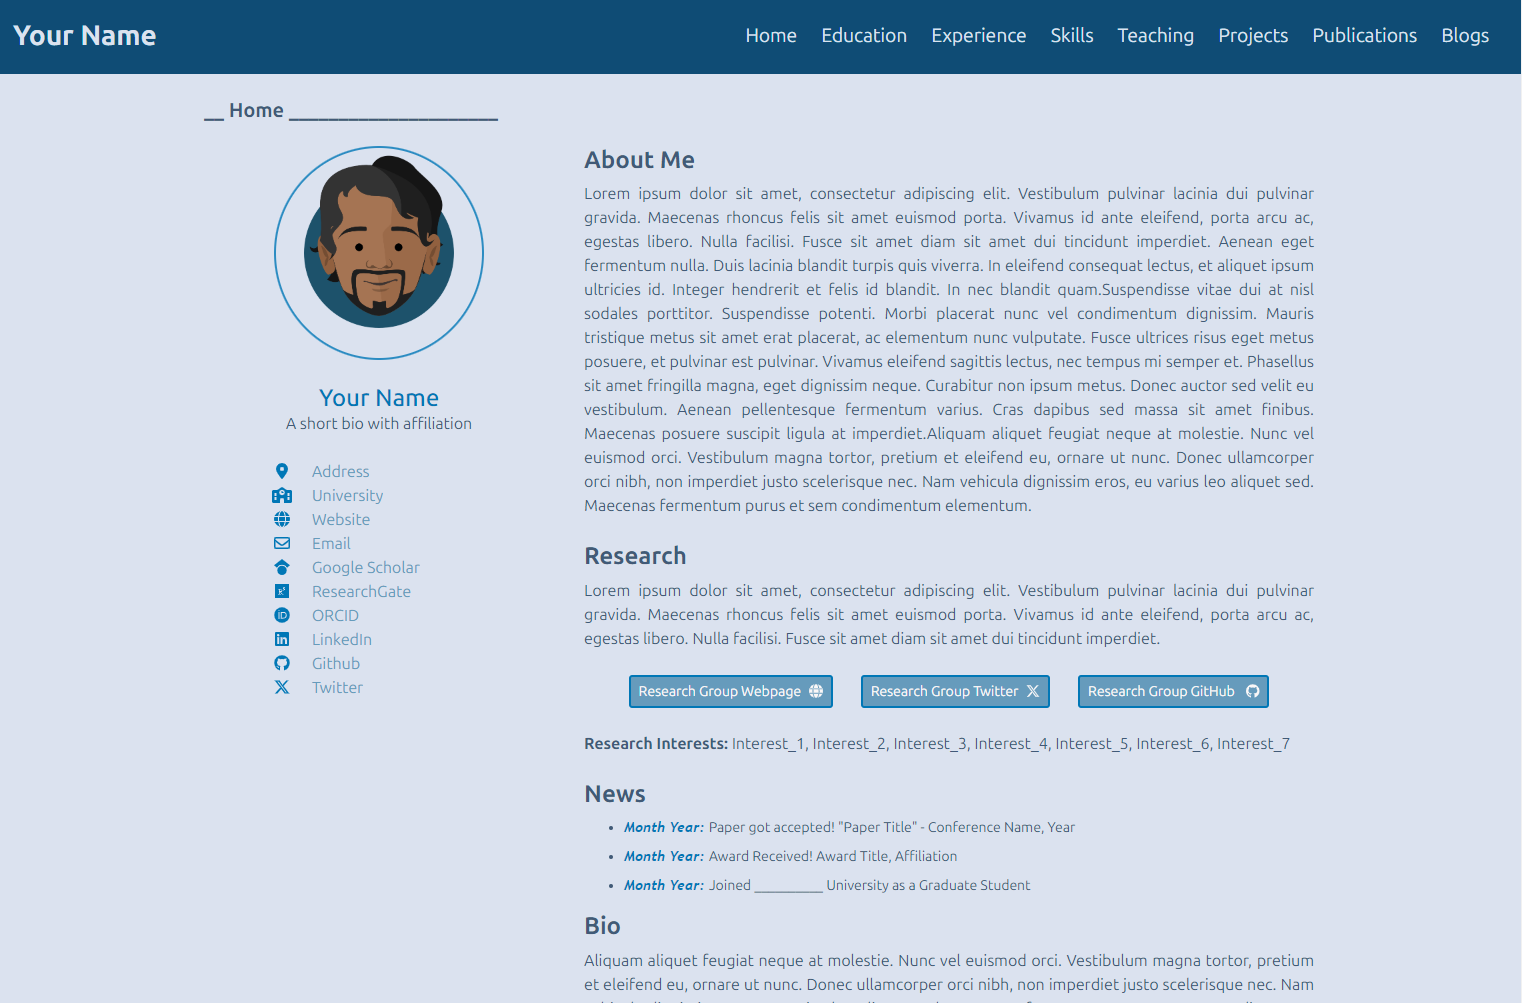 Your Name
Home Education Experience Skills Teaching Projects Publications Blogs
__ Home _____________________
Your Name
A short bio with affiliation
Address
University
Website
Email
Google Scholar
ResearchGate
ORCID
LinkedIn
Github
Twitter
About Me
Lorem ipsum dolor sit amet, consectetur adipiscing elit. Vestibulum pulvinar lacinia dui pulvinar
gravida. Maecenas rhoncus felis sit amet euismod porta. Vivamus id ante eleifend, porta arcu ac,
egestas libero. Nulla facilisi. Fusce sit amet diam sit amet dui tincidunt imperdiet. Aenean eget
fermentum nulla. Duis lacinia blandit turpis quis viverra. In eleifend consequat lectus, et aliquet ipsum
ultricies id. Integer hendrerit et felis id blandit. In nec blandit quam.Suspendisse vitae dui at nisl
sodales porttitor. Suspendisse potenti. Morbi placerat nunc vel condimentum dignissim. Mauris
tristique metus sit amet erat placerat, ac elementum nunc vulputate. Fusce ultrices risus eget metus
posuere, et pulvinar est pulvinar. Vivamus eleifend sagittis lectus, nec tempus mi semper et. Phasellus
sit amet fringilla magna, eget dignissim neque. Curabitur non ipsum metus. Donec auctor sed velit eu
vestibulum. Aenean pellentesque fermentum varius. Cras dapibus sed massa sit amet finibus.
Maecenas posuere suscipit ligula at imperdiet.Aliquam aliquet feugiat neque at molestie. Nunc vel
euismod orci. Vestibulum magna tortor, pretium et eleifend eu, ornare ut nunc. Donec ullamcorper
orci nibh, non imperdiet justo scelerisque nec. Nam vehicula dignissim eros, eu varius leo aliquet sed.
Maecenas fermentum purus et sem condimentum elementum.
Research
Lorem ipsum dolor sit amet, consectetur adipiscing elit. Vestibulum pulvinar lacinia dui pulvinar
gravida. Maecenas rhoncus felis sit amet euismod porta. Vivamus id ante eleifend, porta arcu ac,
egestas libero. Nulla facilisi. Fusce sit amet diam sit amet dui tincidunt imperdiet.
Research Group Webpage Research Group Twitter Research Group GitHub
Research Interests: Interest_1, Interest_2, Interest_3, Interest_4, Interest_5, Interest_6, Interest_7
News
• Month Year: Paper got accepted! "Paper Title" - Conference Name, Year
• Month Year: Award Received! Award Title, Affiliation
• Month Year: Joined __________ University as a Graduate Student
Bio
Aliquam aliquet feugiat neque at molestie. Nunc vel euismod orci. Vestibulum magna tortor, pretium
et eleifend eu, ornare ut nunc. Donec ullamcorper orci nibh, non imperdiet justo scelerisque nec. Nam